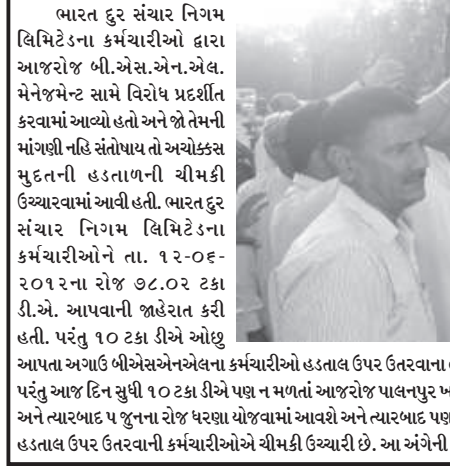 ભારત દુર સંચાર નિગમ
લિમિટેડના કર્મચારીઓ દ્વારા
આજરોજ બી.એસ.એન.એલ.
મેનેજમેન્ટ સામે વિરોધ પ્રદર્શીત
કરવામાં આવ્યો હતો અને જો તેમની
માંગણી નહિ સંતોષાય તો અચોક્કસ
મુદતની હડતાળની ચીમકી
ઉચ્ચારવામાં આવી હતી. ભારત દુર
સંચાર નિગમ લિમિટેડના
કર્મચારીઓને તા. ૧૨-૦૬-
૨૦૧૨ના રોજ ૭૮.૦૨ ટકા
ડી.એ. આપવાની જાહેરાત કરી
હતી. પરંતુ ૧૦ ટકા ડીએ ઓછુ
આપતા અગાઉ બીએસએનએલના કર્મચારીઓ હડતાલ ઉપર ઉતરવાના
પરંતુ આજ દિન સુધી ૧૦ ટકા ડીએ પણ ન મળતાં આજરોજ પાલનપુર
અને ત્યારબાદ ૫ જુનના રોજ ધરણા યોજવામાં આવશે અને ત્યારબાદ પણ
હડતાલ ઉપર ઉતરવાની કર્મચારીઓએ ચીમકી ઉચ્ચારી છે. આ અંગેની